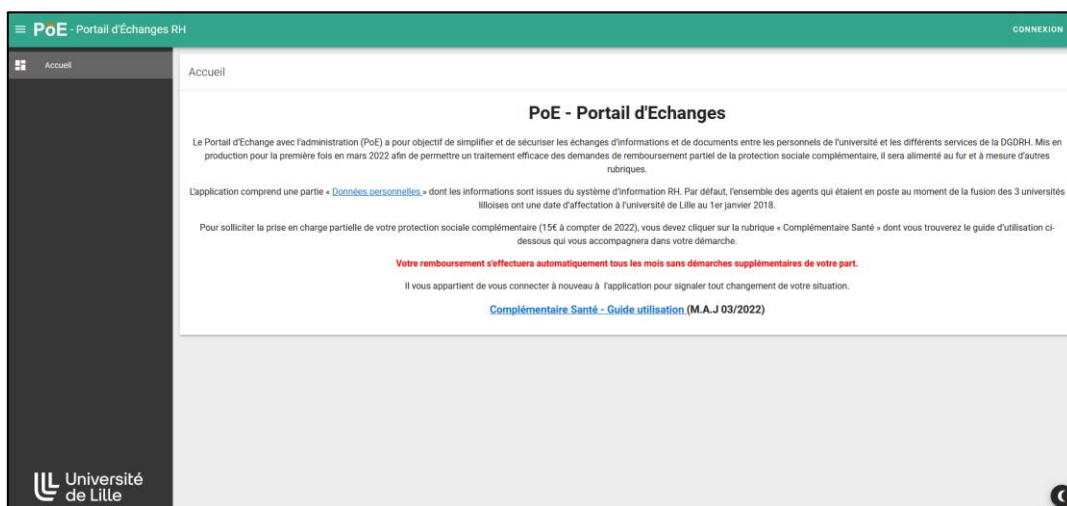 PoE - Portail d'Échanges RH
CONNEXION
Accueil
Accueil
PoE - Portail d'Echanges
Le Portail d'Echange avec l'administration (PoE) a pour objectif de simplifier et de sécuriser les échanges d'informations et de documents entre les personnels de l'université et les différents services de la DGDRH. Mis en
production pour la première fois en mars 2022 afin de permettre un traitement efficace des demandes de remboursement partiel de la protection sociale complémentaire, il sera alimenté au fur et à mesure d'autres
rubriques.
L'application comprend une partie « Données personnelles » dont les informations sont issues du système d'information RH. Par défaut, l'ensemble des agents qui étaient en poste au moment de la fusion des 3 universités
lilloises ont une date d'affectation à l'université de Lille au 1er janvier 2018.
Pour solliciter la prise en charge partielle de votre protection sociale complémentaire (15€ à compter de 2022), vous devez cliquer sur la rubrique « Complémentaire Santé » dont vous trouverez le guide d'utilisation ci-
dessous qui vous accompagnera dans votre démarche.
Votre remboursement s'effectuera automatiquement tous les mois sans démarches supplémentaires de votre part.
Il vous appartient de vous connecter à nouveau à l'application pour signaler tout changement de votre situation.
Complémentaire Santé - Guide utilisation (M.A.J 03/2022)
Université
de Lille